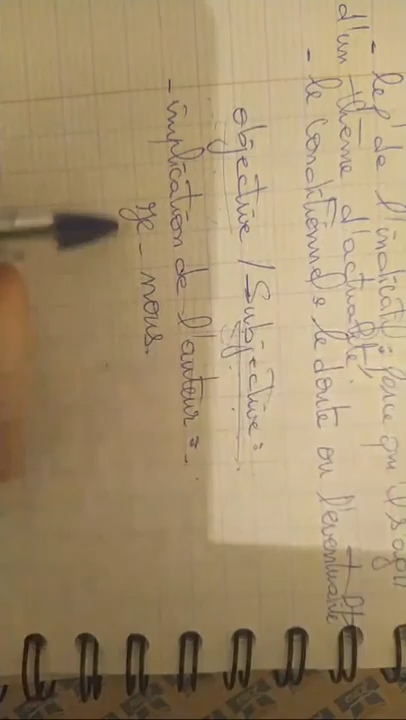 - le p de l'indicatif : parce qu'il s'agit
d'un thème d'actualité,
- le conditionnel : le doute ou l'éventualité
objective / Subjective :
- implication de l'auteur :
Je - nous.